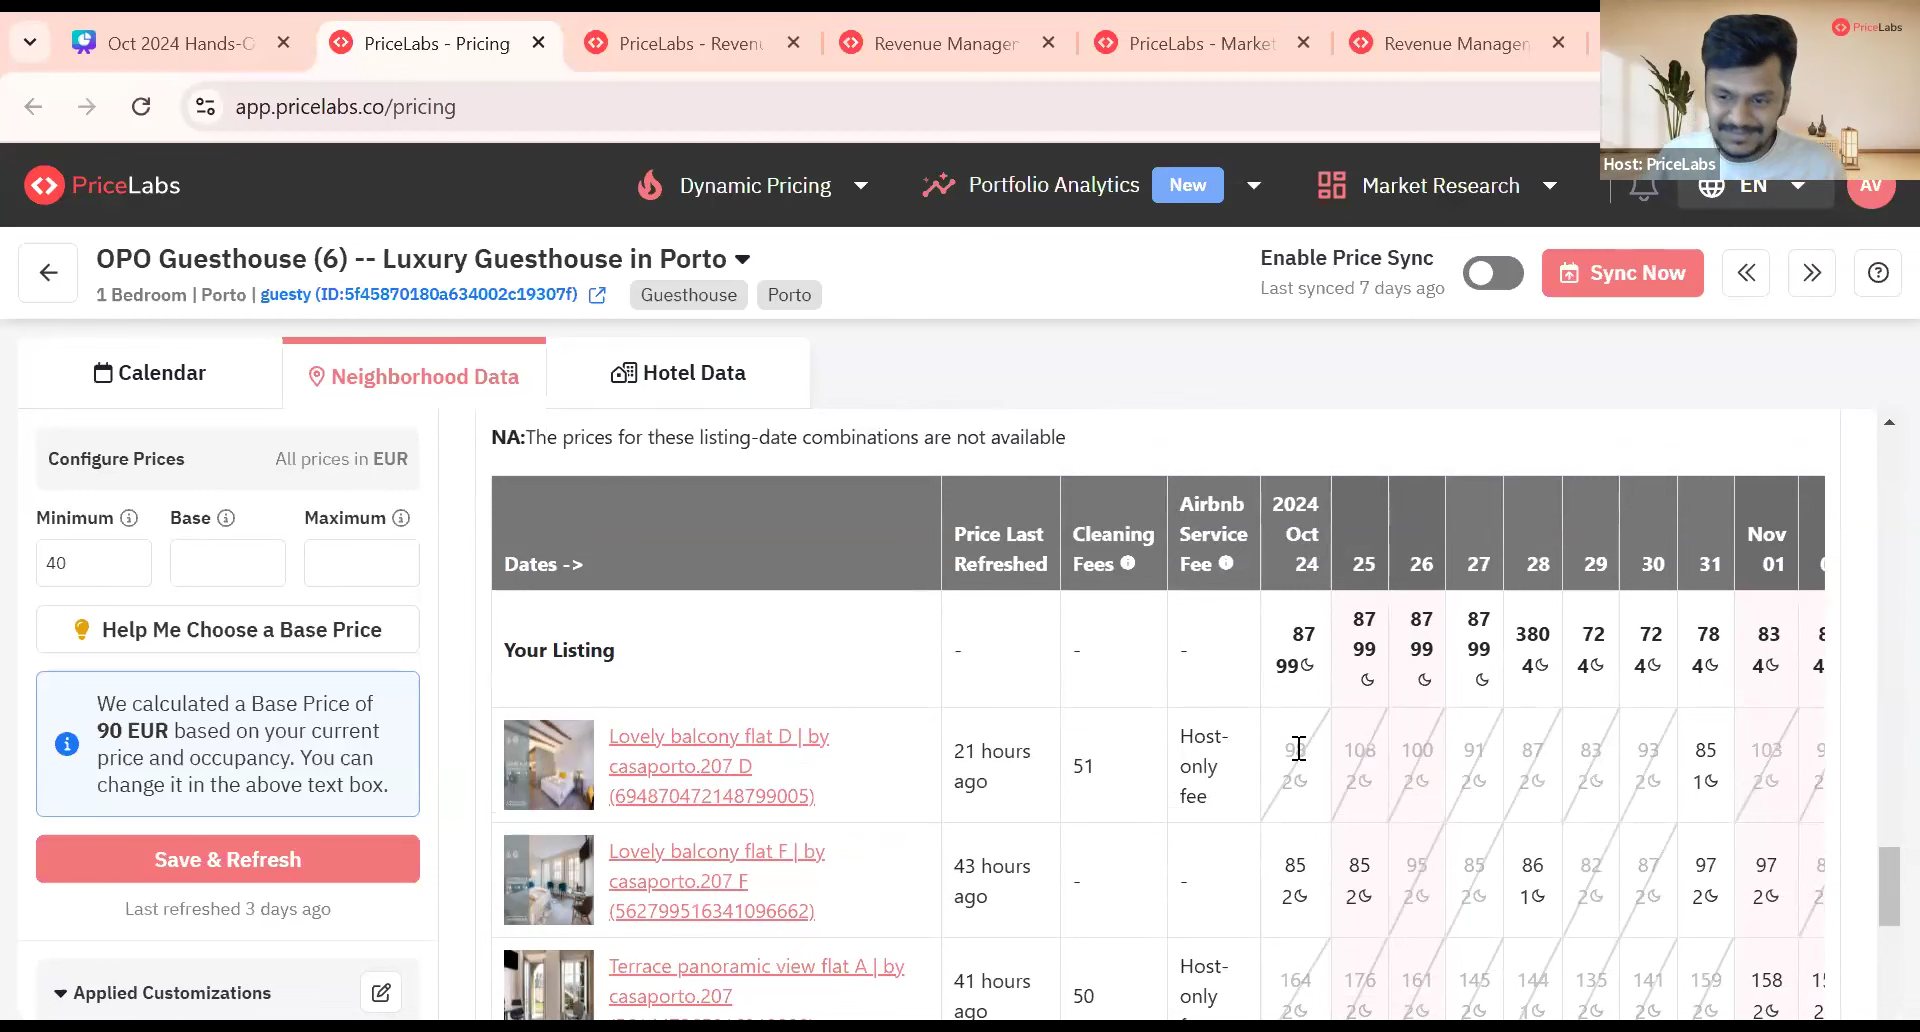 Oct 2024 Hands-O
PriceLabs - Pricing
PriceLabs - Reven
Revenue Manager
PriceLabs - Market
Revenue Managem
app.pricelabs.co/pricing
PriceLabs
Host: PriceLabs
PriceLabs
Dynamic Pricing
Portfolio Analytics
New
Market Research
EN
AV
OPO Guesthouse (6) -- Luxury Guesthouse in Porto
1 Bedroom | Porto | guesty (ID:5f45870180a634002c19307f)
Guesthouse
Porto
Enable Price Sync
Last synced 7 days ago
Sync Now
Calendar
Neighborhood Data
Hotel Data
Configure Prices
All prices in EUR
Minimum
Base
Maximum
40
Help Me Choose a Base Price
We calculated a Base Price of
90 EUR based on your current
price and occupancy. You can
change it in the above text box.
Save & Refresh
Last refreshed 3 days ago
Applied Customizations
NA:The prices for these listing-date combinations are not available
Dates ->
Price Last
Refreshed
Cleaning
Fees
Airbnb
Service
Fee
2024
Oct
24
25
26
27
28
29
30
31
Nov
01
Your Listing
-
-
-
87
99
87
99
87
99
87
99
380
4
72
4
72
4
78
4
83
4
4
Lovely balcony flat D | by
casaporto.207 D
(694870472148799005)
21 hours
ago
51
Host-
only
fee
2
108
2
100
2
91
2
87
2
83
2
93
2
85
1
103
2
9
2
Lovely balcony flat F | by
casaporto.207 F
(562799516341096662)
43 hours
ago
-
-
85
2
85
2
95
2
85
2
86
1
82
2
87
2
97
2
97
2
8
2
Terrace panoramic view flat A | by
casaporto.207
41 hours
ago
50
Host-
only
164
2
176
2
161
2
145
2
144
1
135
2
141
2
159
2
158
2
15
2